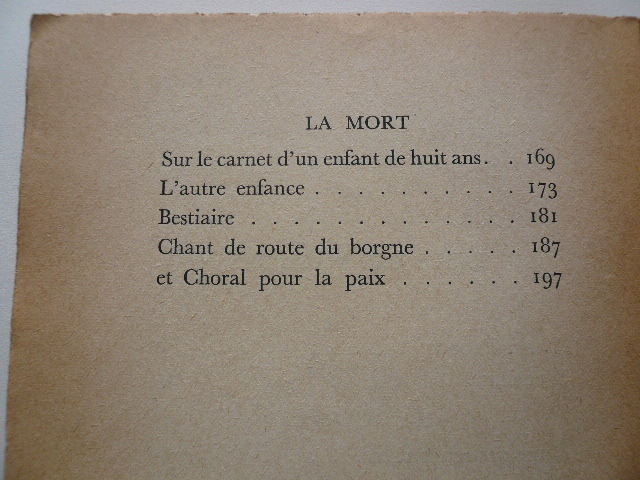 LA MORT
Sur le carnet d'un enfant de huit ans. . 169
L'autre enfance . . . . . . . . . . 173
Bestiaire . . . . . . . . . . . . . 181
Chant de route du borgne . . . . . 187
et Choral pour la paix . . . . . . 197